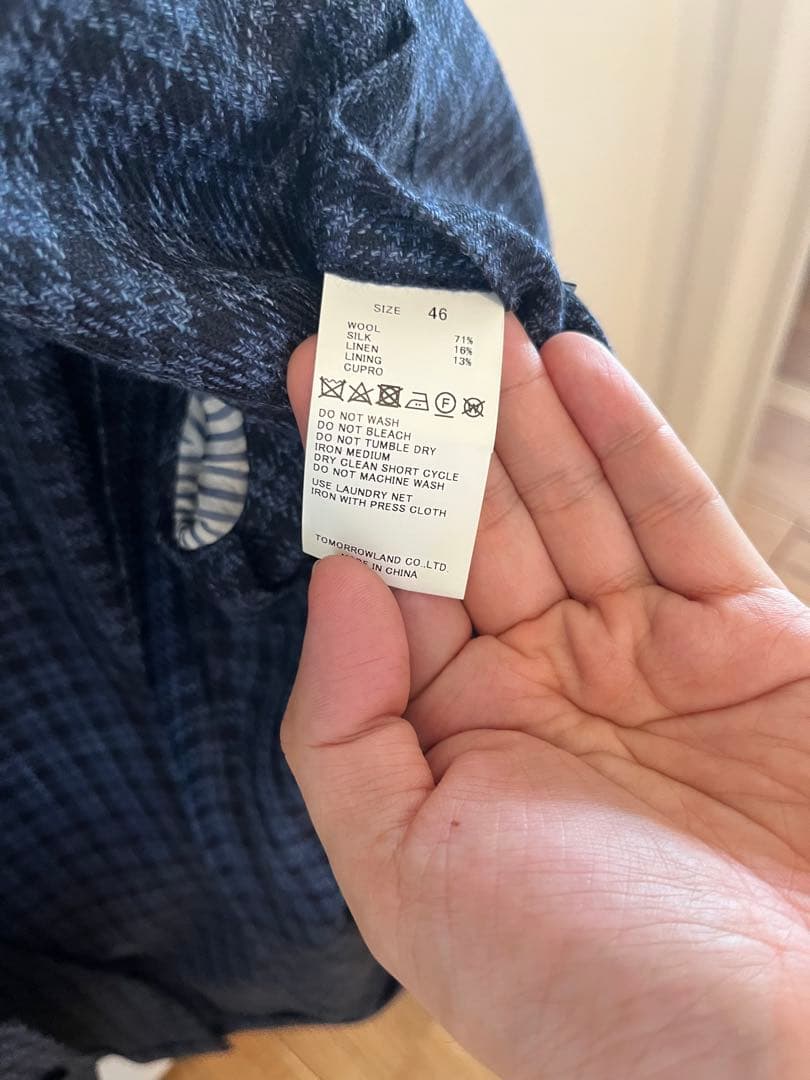 SIZE 46
WOOL 71%
SILK 16%
LINEN 13%
LINING
CUPRO
F W
DO NOT WASH
DO NOT BLEACH
DO NOT TUMBLE DRY
IRON MEDIUM
DRY CLEAN SHORT CYCLE
DO NOT MACHINE WASH
USE LAUNDRY NET
IRON WITH PRESS CLOTH
TOMORROWLAND CO.,LTD.
IN CHINA